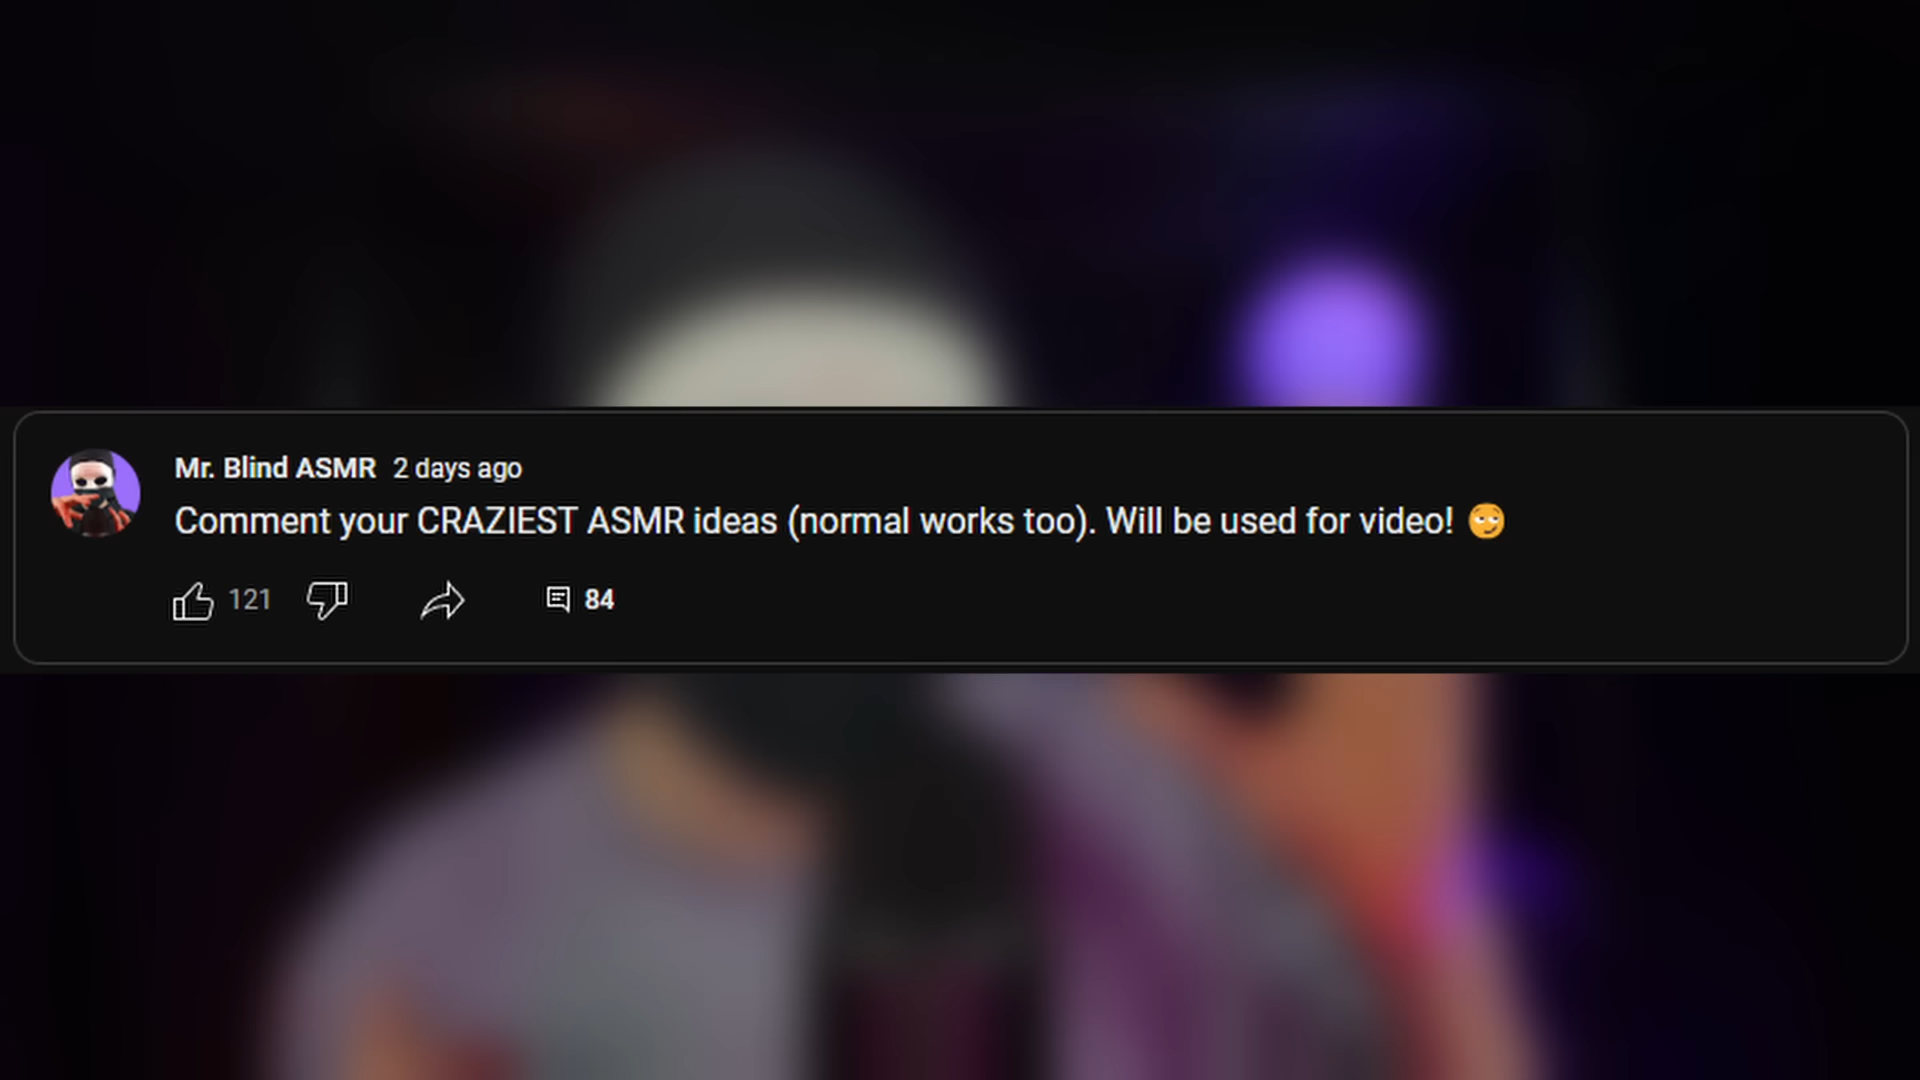 Mr. Blind ASMR 2 days ago
Comment your CRAZIEST ASMR ideas (normal works too). Will be used for video! 😏
121 84